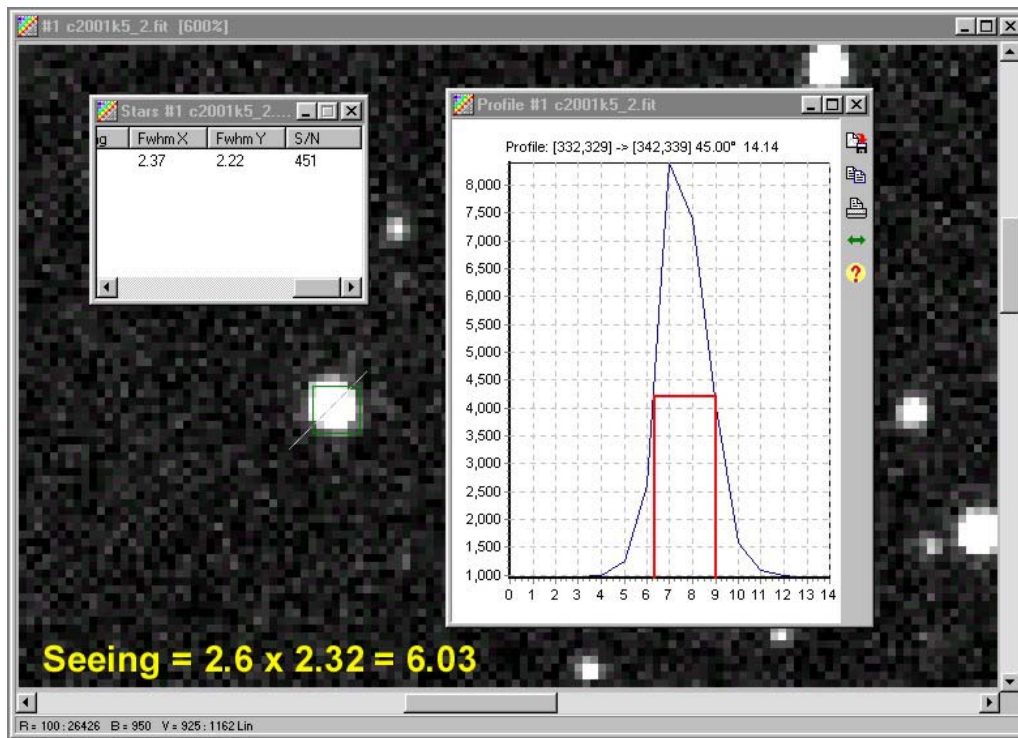 #1 c2001k5_2.fit [600%]
Stars #1 c2001k5_2....
g FwhmX FwhmY S/N
2.37 2.22 451
Profile #1 c2001k5_2.fit
Profile: [332,329] -> [342,339] 45.00° 14.14
8,000
7,500
7,000
6,500
6,000
5,500
5,000
4,500
4,000
3,500
3,000
2,500
2,000
1,500
1,000
0 1 2 3 4 5 6 7 8 9 10 11 12 13 14
?
Seeing = 2.6 x 2.32 = 6.03
R = 100 : 26426 B = 950 V = 925 : 1162 Lin